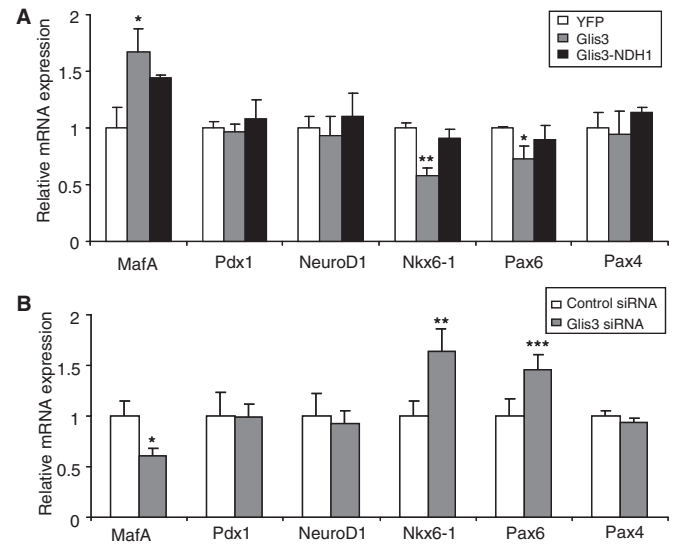 A
YFP
Glis3
Glis3-NDH1
Relative mRNA expression
2
1.5
1
0.5
0
*
**
*
MafA Pdx1 NeuroD1 Nkx6-1 Pax6 Pax4
B
Control siRNA
Glis3 siRNA
Relative mRNA expression
2
1.5
1
0.5
0
*
**
***
MafA Pdx1 NeuroD1 Nkx6-1 Pax6 Pax4